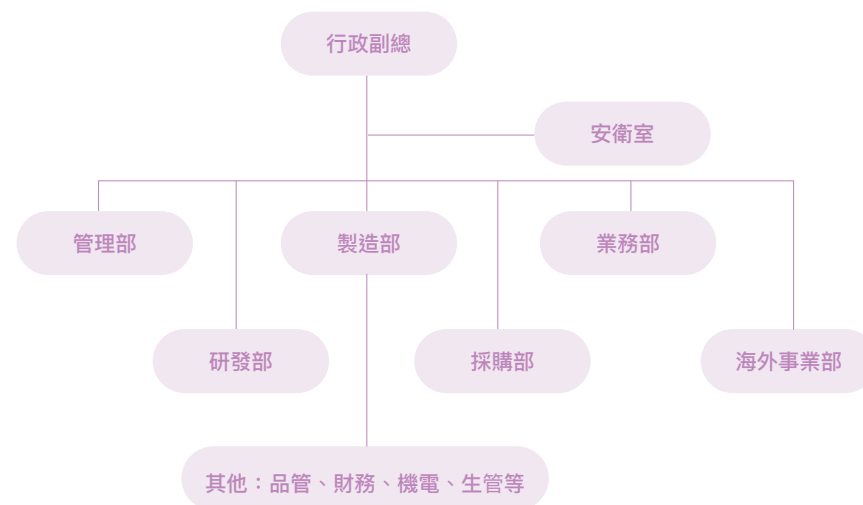 行政副總
安衛室
管理部
製造部
業務部
研發部
採購部
海外事業部
其他：品管、財務、機電、生管等